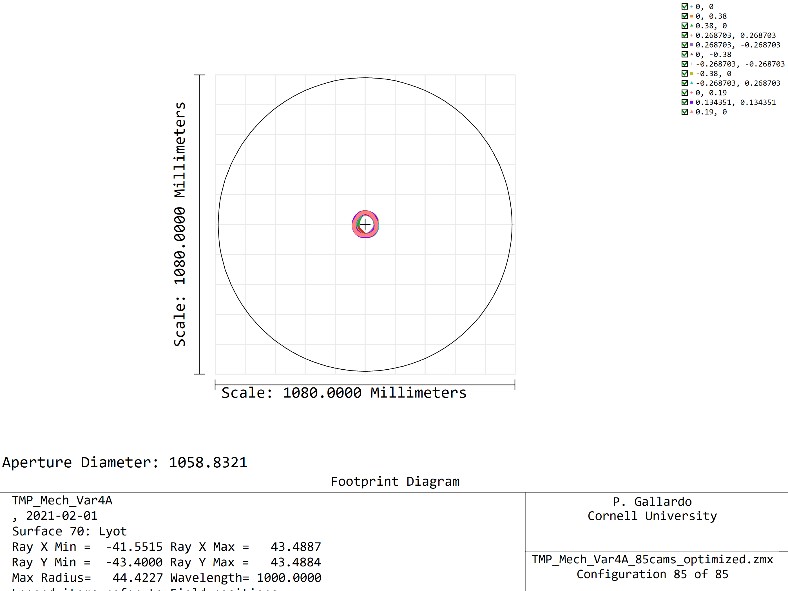 0, 0
0, 0.38
0.38, 0
0.268703, 0.268703
0.268703, -0.268703
0, -0.38
-0.268703, -0.268703
-0.38, 0
-0.268703, 0.268703
0, 0.19
0.134351, 0.134351
0.19, 0
Scale: 1080.0000 Millimeters
Scale: 1080.0000 Millimeters
Aperture Diameter: 1058.8321
Footprint Diagram
TMP_Mech_Var4A
, 2021-02-01
Surface 70: Lyot
Ray X Min = -41.5515 Ray X Max = 43.4887
Ray Y Min = -43.4000 Ray Y Max = 43.4884
Max Radius= 44.4227 Wavelength= 1000.0000
P. Gallardo
Cornell University
TMP_Mech_Var4A_85cams_optimized.zmx
Configuration 85 of 85